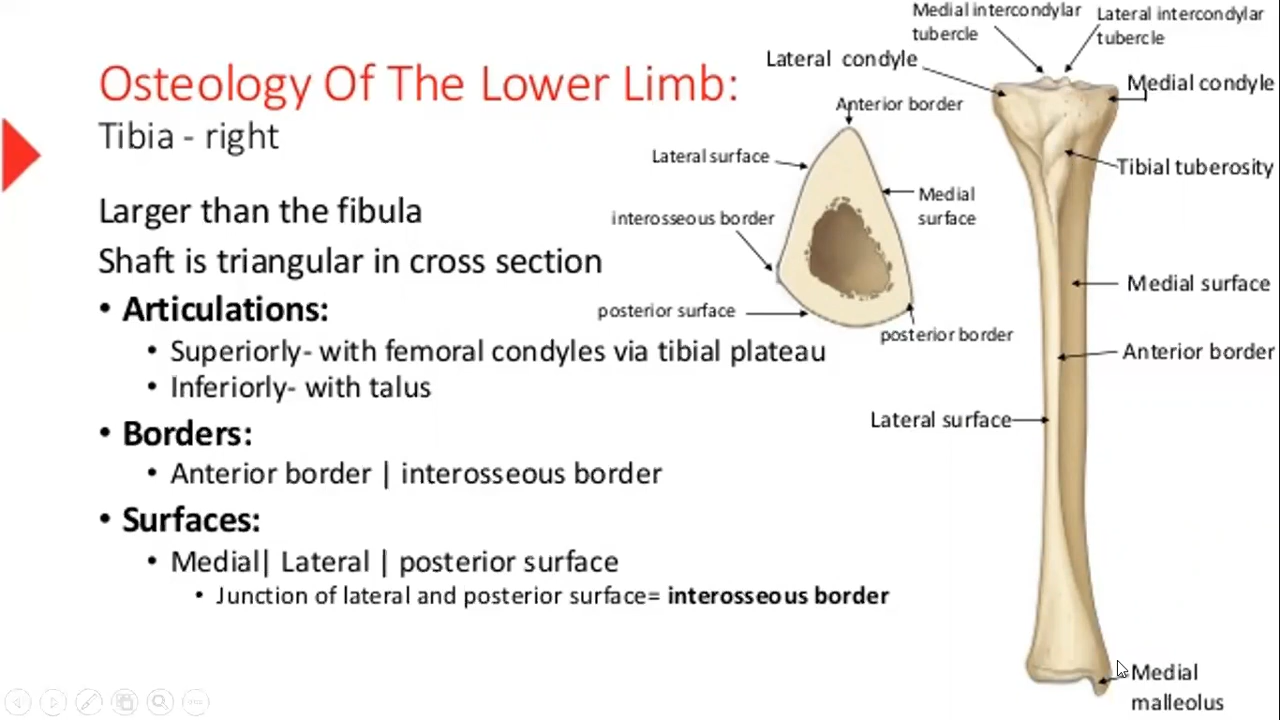 Osteology Of The Lower Limb:
Tibia - right
Larger than the fibula
Shaft is triangular in cross section
• Articulations:
• Superiorly- with femoral condyles via tibial plateau
• Inferiorly- with talus
• Borders:
• Anterior border | interosseous border
• Surfaces:
• Medial| Lateral | posterior surface
• Junction of lateral and posterior surface= interosseous border
Anterior border
Lateral surface
Medial
surface
interosseous border
posterior surface
posterior border
Medial intercondylar
tubercle
Lateral intercondylar
tubercle
Lateral condyle
Medial condyle
Tibial tuberosity
Medial surface
Anterior border
Lateral surface
Medial
malleolus